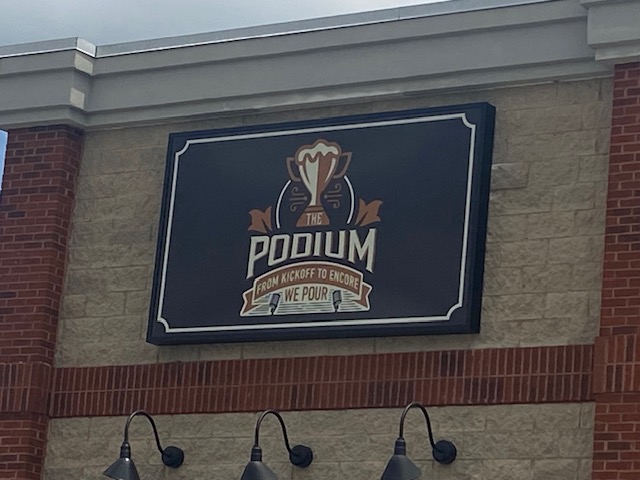 THE
PODIUM
FROM KICKOFF TO ENCORE
WE POUR